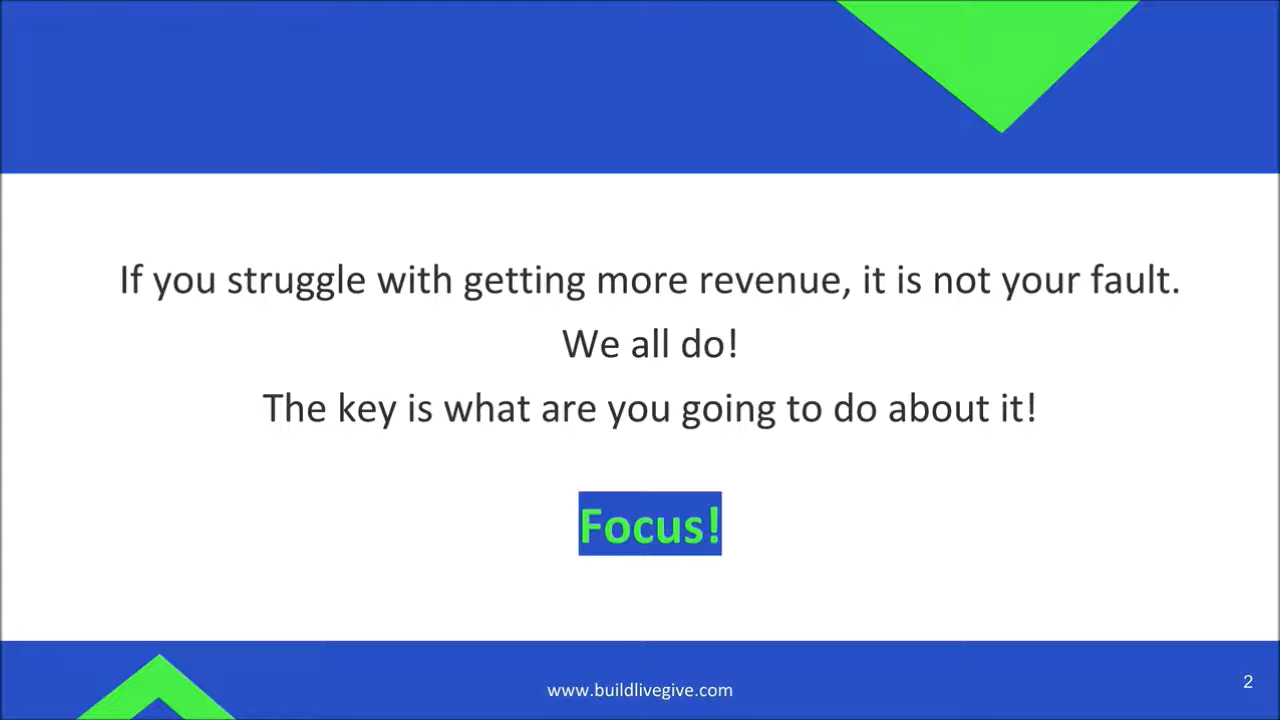 If you struggle with getting more revenue, it is not your fault.
We all do!
The key is what are you going to do about it!
Focus!
www.buildlivegive.com
2